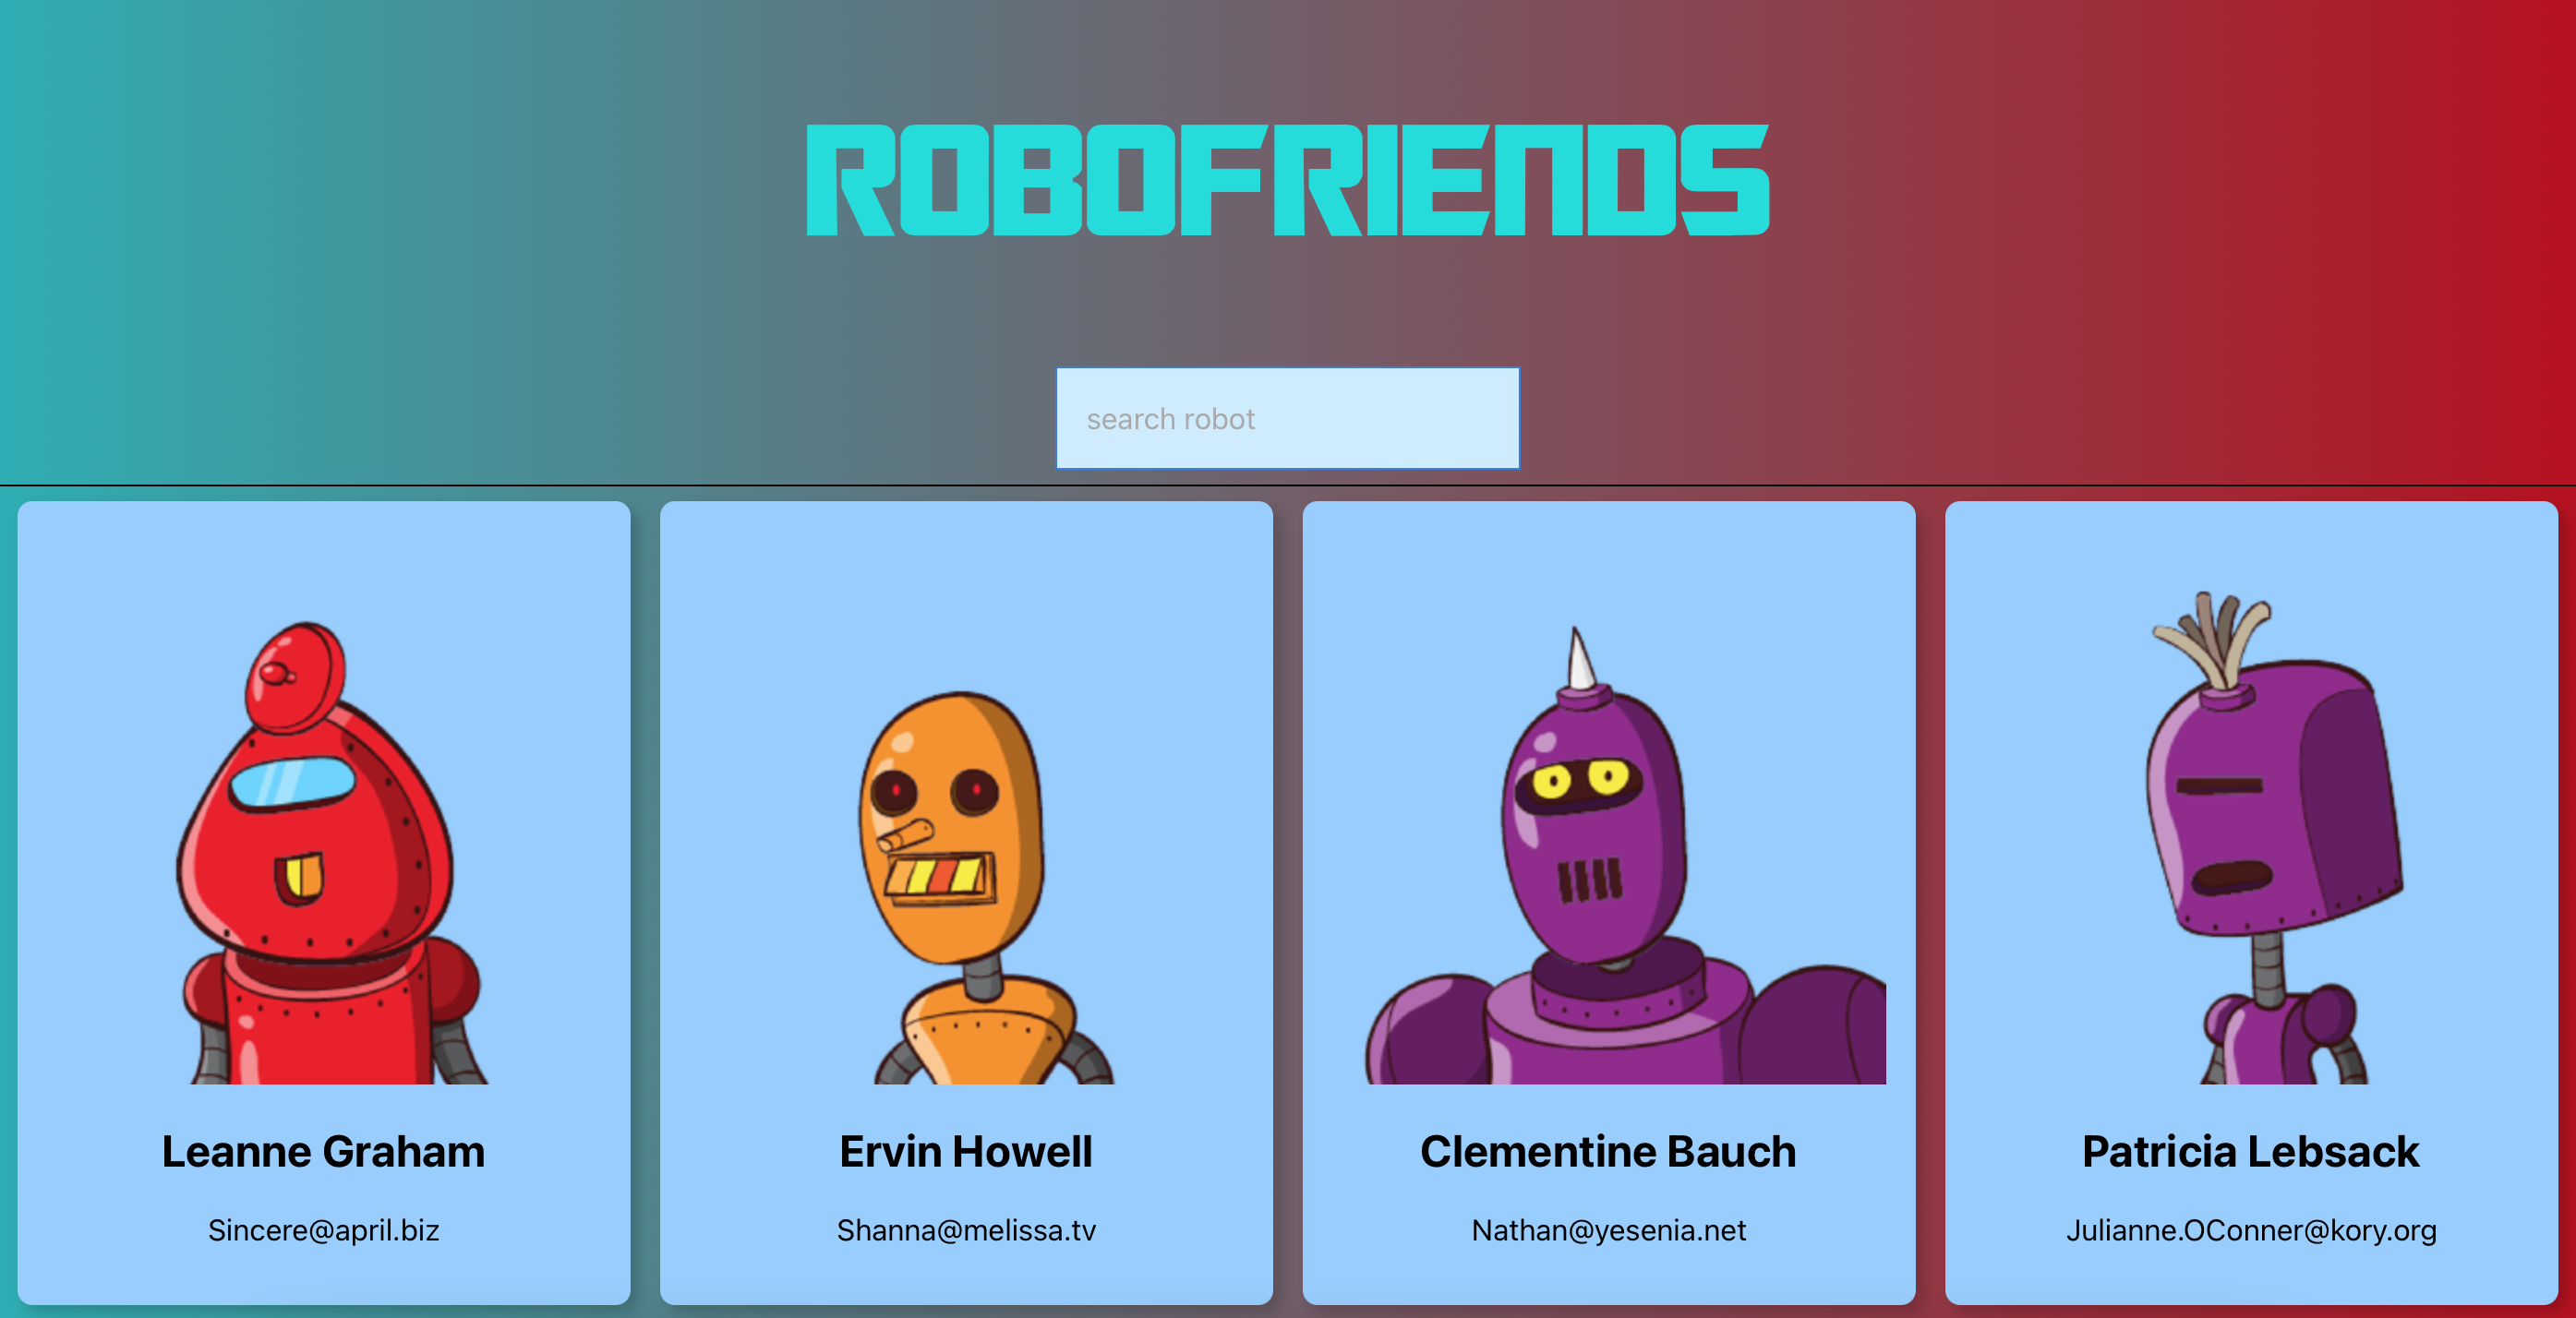 ROBOFRIENDS
search robot
Leanne Graham
Sincere@april.biz
Ervin Howell
Shanna@melissa.tv
Clementine Bauch
Nathan@yesenia.net
Patricia Lebsack
Julianne.OConner@kory.org